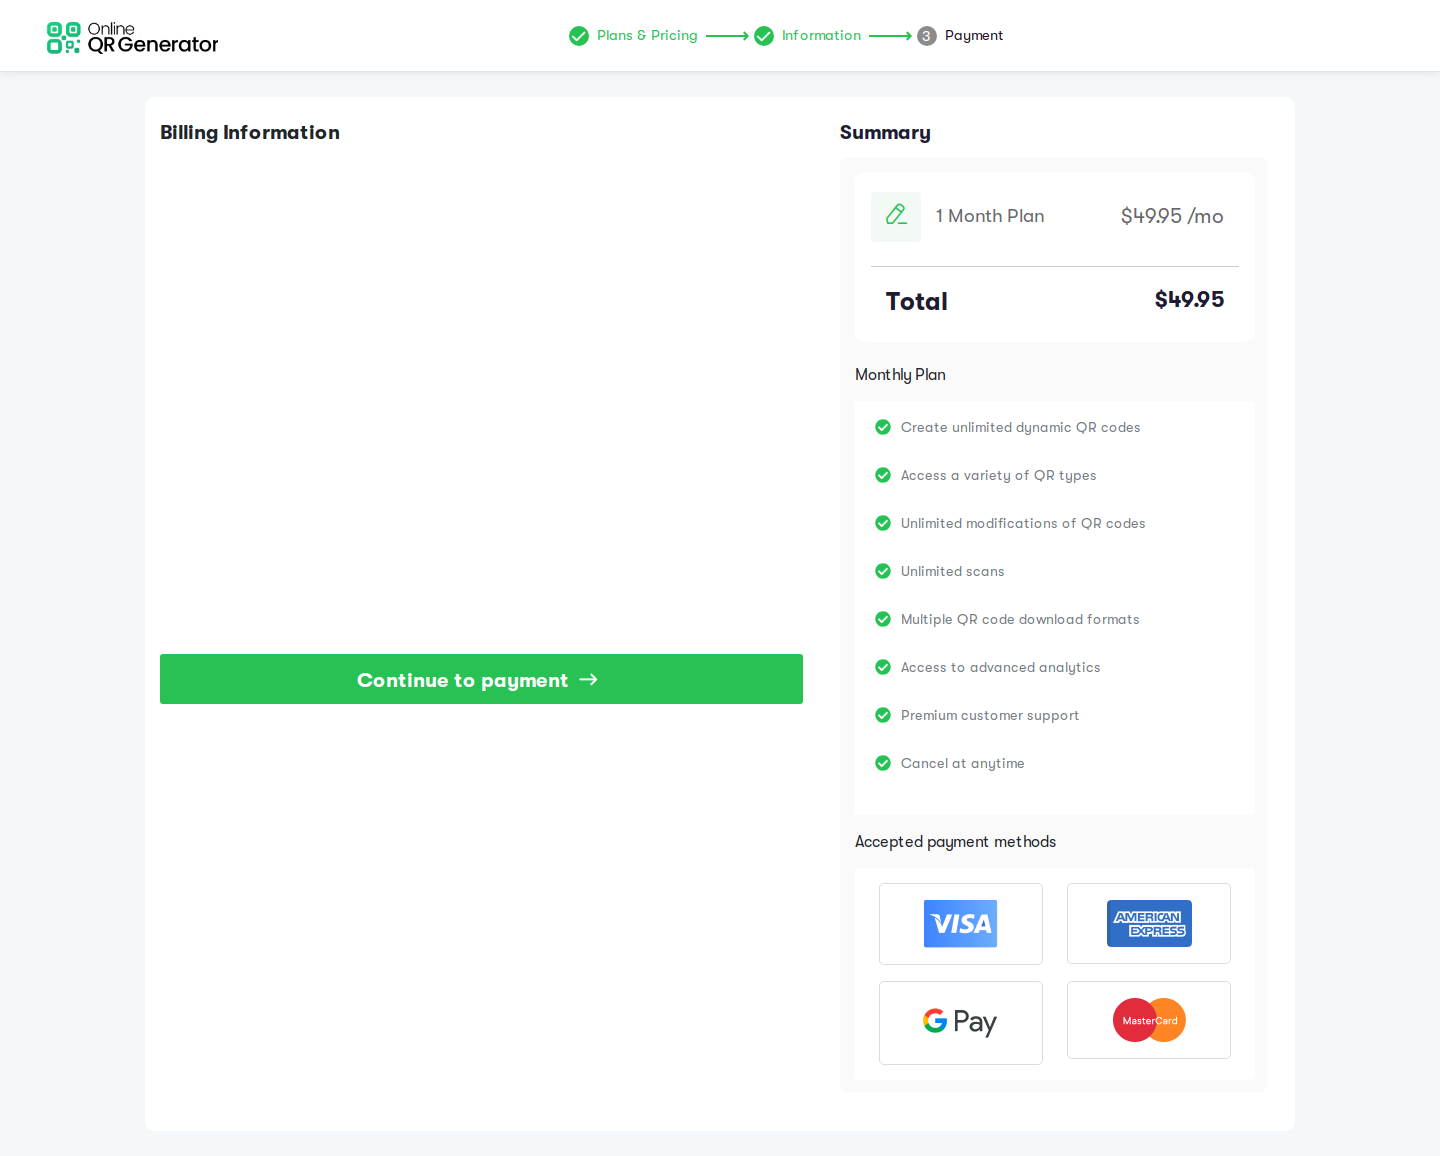 Online
QR Generator
Plans & Pricing
Information
3 Payment
Billing Information
Continue to payment
Summary
1 Month Plan $49.95 /mo
Total $49.95
Monthly Plan
Create unlimited dynamic QR codes
Access a variety of QR types
Unlimited modifications of QR codes
Unlimited scans
Multiple QR code download formats
Access to advanced analytics
Premium customer support
Cancel at anytime
Accepted payment methods
VISA
AMERICAN
EXPRESS
G Pay
MasterCard